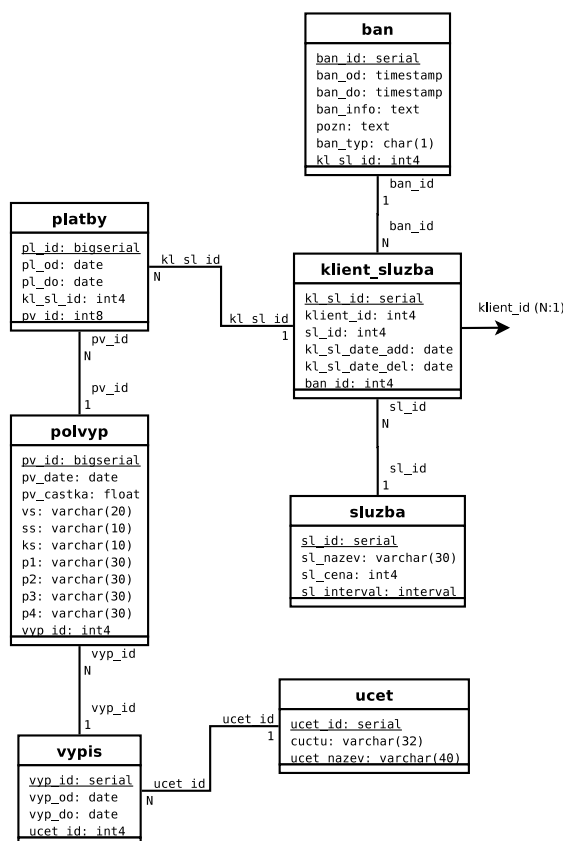 ban
ban_id: serial
ban_od: timestamp
ban_do: timestamp
ban_info: text
pozn: text
ban_typ: char(1)
kl_sl_id: int4
ban_id
1
ban_id
N
platby
pl_id: bigserial
pl_od: date
pl_do: date
kl_sl_id: int4
pv_id: int8
kl_sl_id
N
kl_sl_id
1
klient_sluzba
kl_sl_id: serial
klient_id: int4
sl_id: int4
kl_sl_date_add: date
kl_sl_date_del: date
ban_id: int4
klient_id (N:1)
pv_id
N
pv_id
1
sl_id
N
sl_id
1
polvyp
pv_id: bigserial
pv_date: date
pv_castka: float
vs: varchar(20)
ss: varchar(10)
ks: varchar(10)
p1: varchar(30)
p2: varchar(30)
p3: varchar(30)
p4: varchar(30)
vyp_id: int4
sluzba
sl_id: serial
sl_nazev: varchar(30)
sl_cena: int4
sl_interval: interval
vyp_id
N
vyp_id
1
ucet
ucet_id: serial
cuctu: varchar(32)
ucet_nazev: varchar(40)
ucet_id
1
ucet_id
N
vypis
vyp_id: serial
vyp_od: date
vyp_do: date
ucet_id: int4